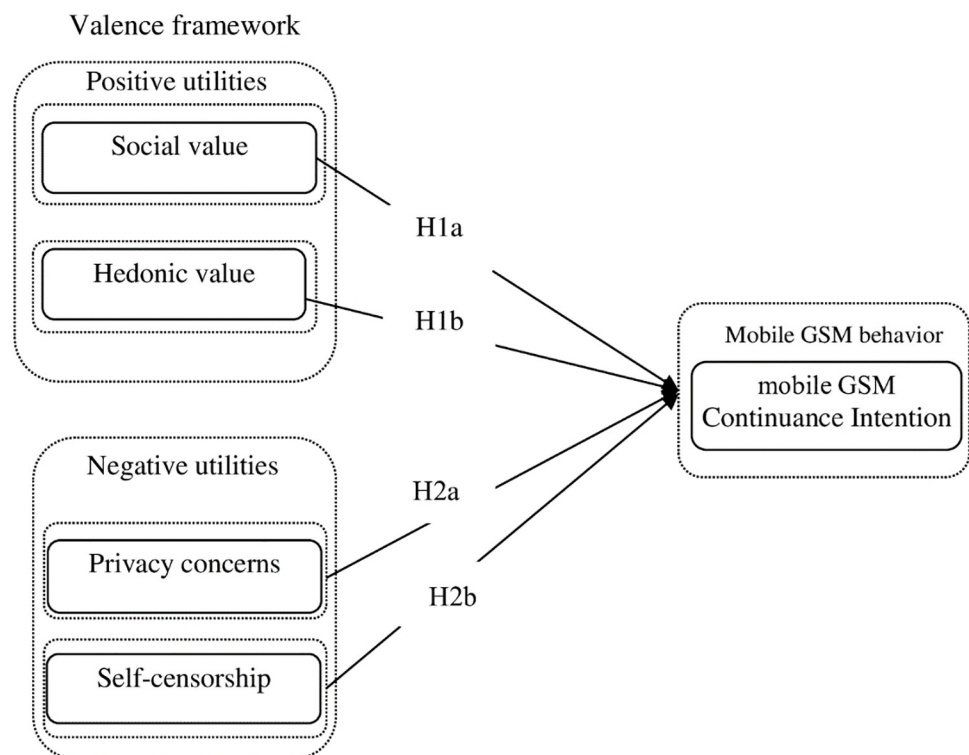 Valence framework
Positive utilities
Social value
H1a
Hedonic value
H1b
Mobile GSM behavior
mobile GSM
Continuance Intention
Negative utilities
H2a
Privacy concerns
H2b
Self-censorship